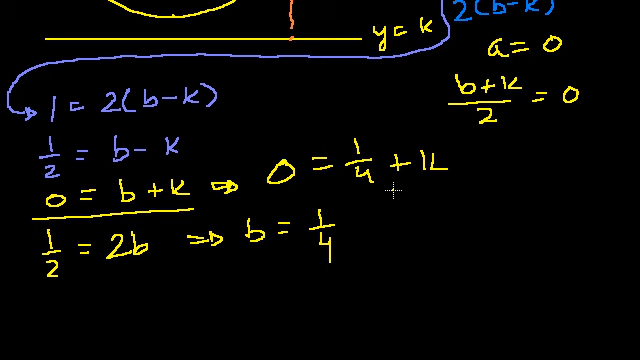 2(b-k)
y = k
a = 0
b+k/2 = 0
1 = 2(b-k)
1/2 = b-k
0 = b+k ⇒ 0 = 1/4 + k
1/2 = 2b ⇒ b = 1/4